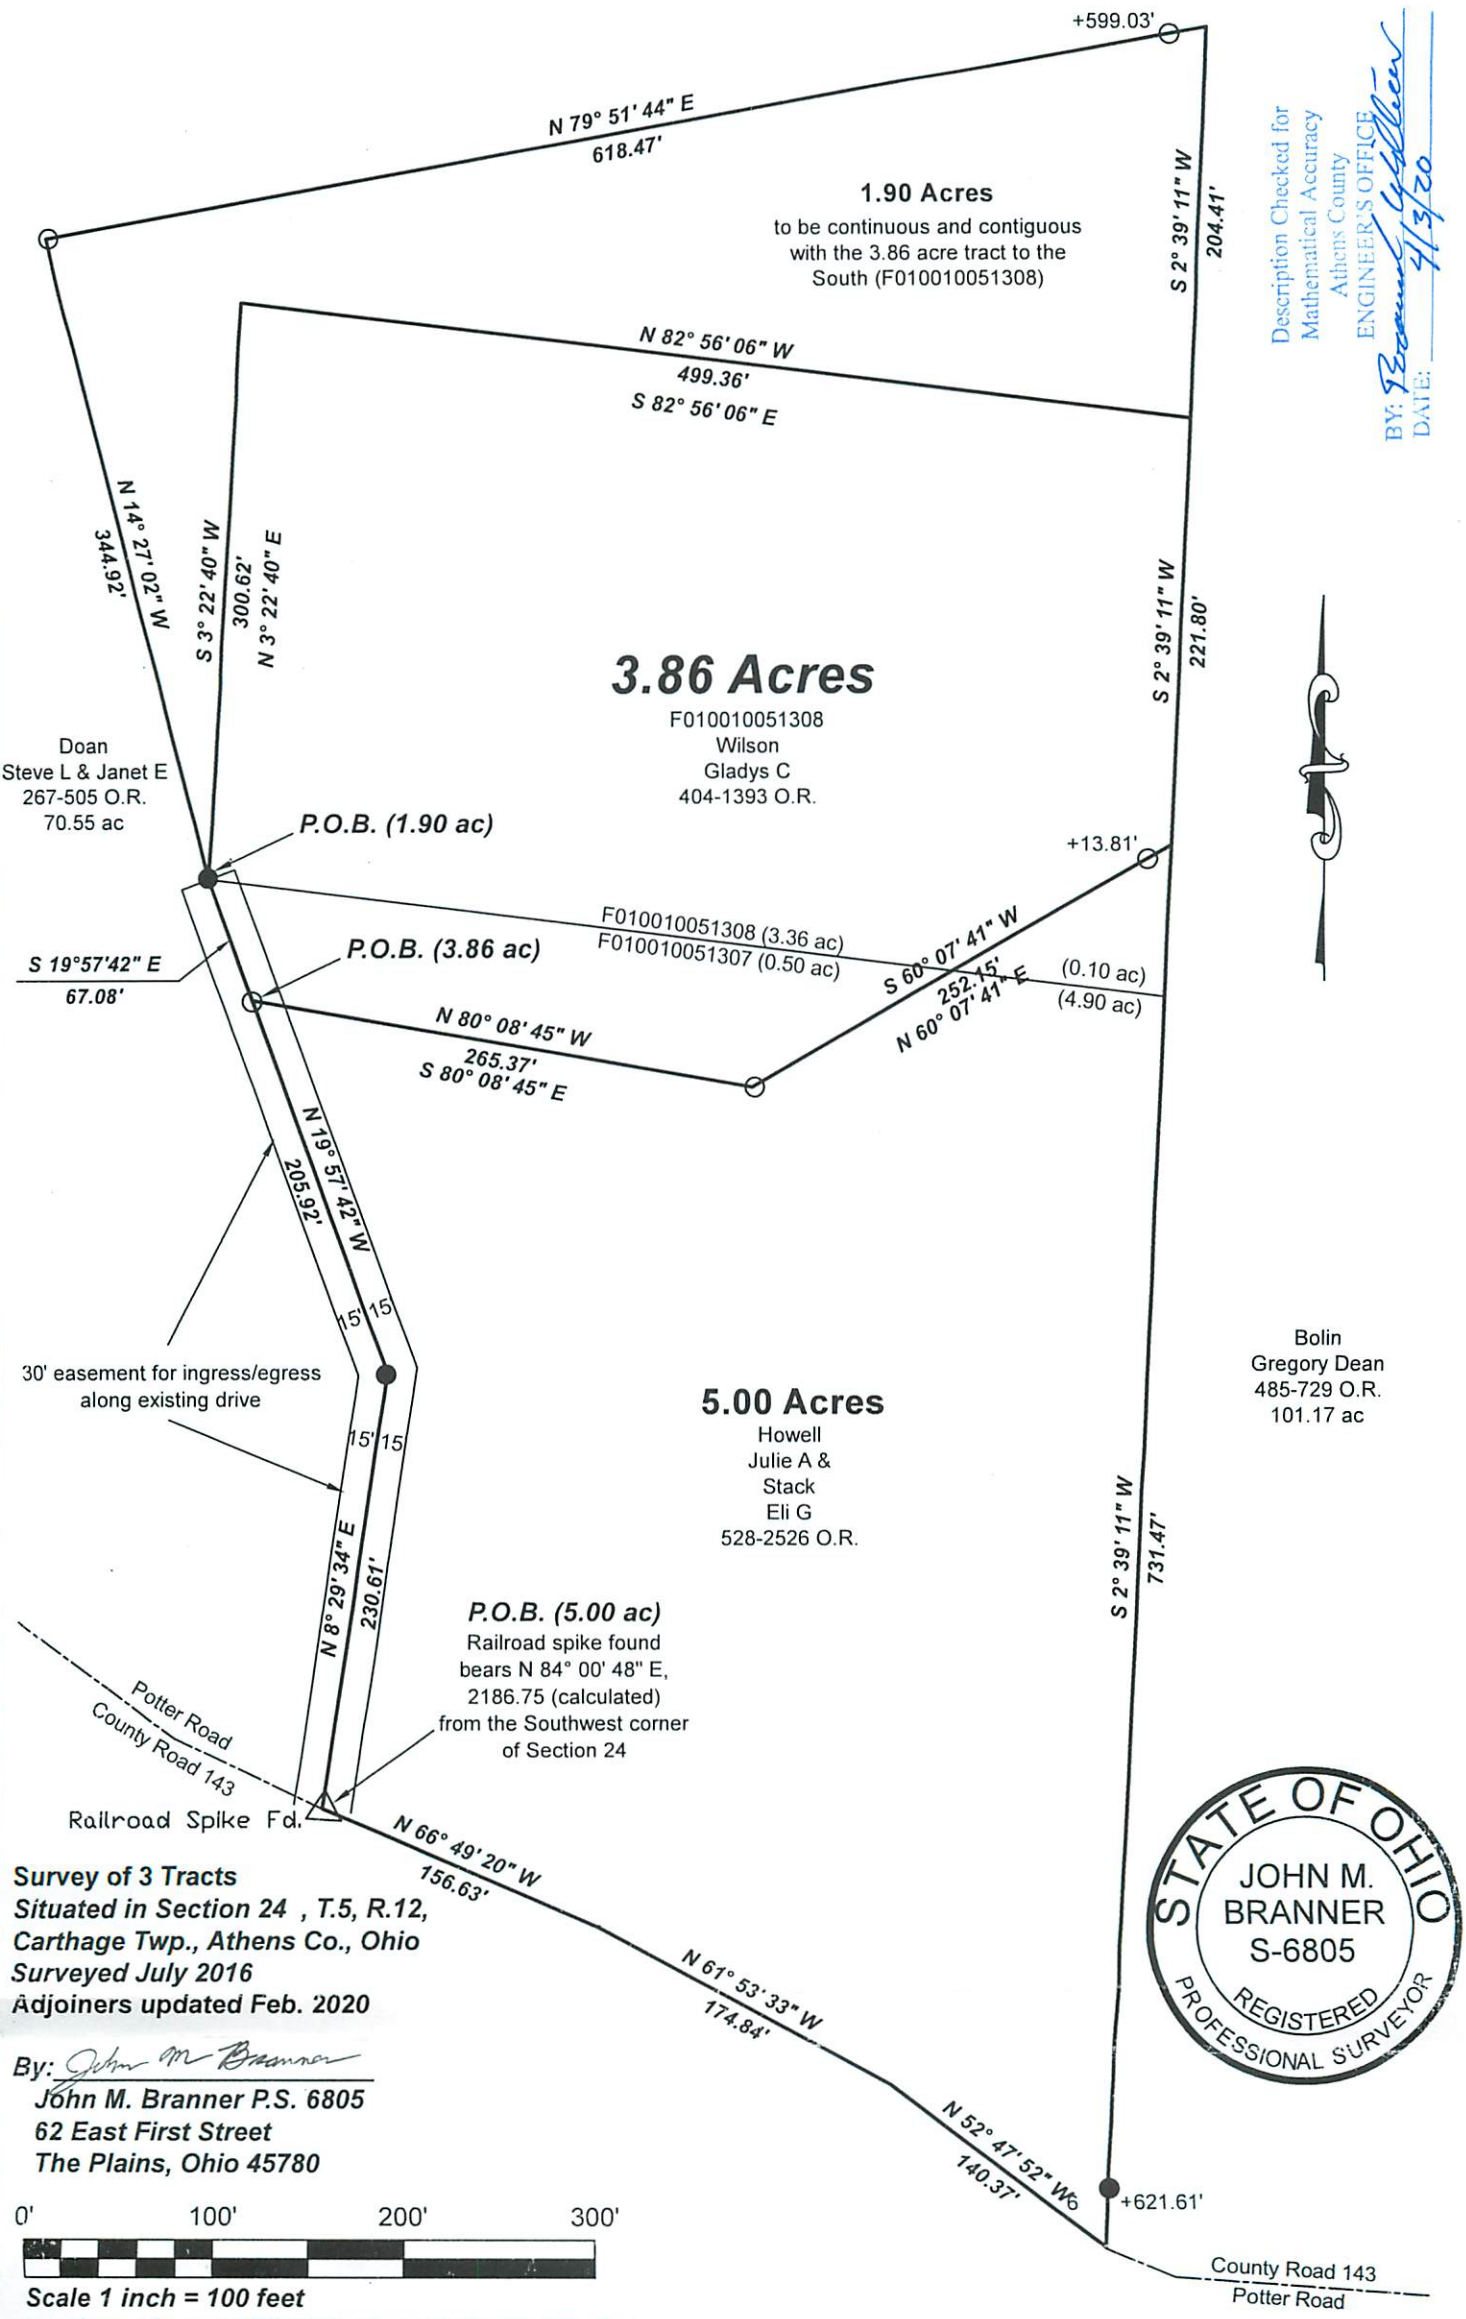 +599.03'
N 79° 51' 44" E
618.47'
1.90 Acres
to be continuous and contiguous
with the 3.86 acre tract to the
South (F010010051308)
S 2° 39' 11" W
204.41'
Description Checked for
Mathematical Accuracy
Athens County
ENGINEER'S OFFICE
BY:
DATE: 4/3/20
N 82° 56' 06" W
499.36'
S 82° 56' 06" E
N 14° 27' 02" W
344.92'
S 3° 22' 40" W
300.62'
N 3° 22' 40" E
S 2° 39' 11" W
221.80'
3.86 Acres
F010010051308
Wilson
Gladys C
404-1393 O.R.
Doan
Steve L & Janet E
267-505 O.R.
70.55 ac
P.O.B. (1.90 ac)
+13.81'
F010010051308 (3.36 ac)
F010010051307 (0.50 ac)
S 60° 07' 41" W
252.15'
N 60° 07' 41" E
(0.10 ac)
(4.90 ac)
P.O.B. (3.86 ac)
S 19°57'42" E
67.08'
N 80° 08' 45" W
265.37'
S 80° 08' 45" E
N 19° 57' 42" W
205.92'
15' 15
30' easement for ingress/egress
along existing drive
15' 15
5.00 Acres
Howell
Julie A &
Stack
Eli G
528-2526 O.R.
Bolin
Gregory Dean
485-729 O.R.
101.17 ac
S 2° 39' 11" W
731.47'
N 8° 29' 34" E
230.61'
P.O.B. (5.00 ac)
Railroad spike found
bears N 84° 00' 48" E,
2186.75 (calculated)
from the Southwest corner
of Section 24
Potter Road
County Road 143
Railroad Spike Fd.
N 66° 49' 20" W
156.63'
N 61° 53' 33" W
174.84'
N 52° 47' 52" W
140.37'
6
+621.61'
County Road 143
Potter Road
STATE OF OHIO
JOHN M.
BRANNER
S-6805
REGISTERED
PROFESSIONAL SURVEYOR
Survey of 3 Tracts
Situated in Section 24 , T.5, R.12,
Carthage Twp., Athens Co., Ohio
Surveyed July 2016
Adjoiners updated Feb. 2020
By: John M Branner
John M. Branner P.S. 6805
62 East First Street
The Plains, Ohio 45780
0' 100' 200' 300'
Scale 1 inch = 100 feet